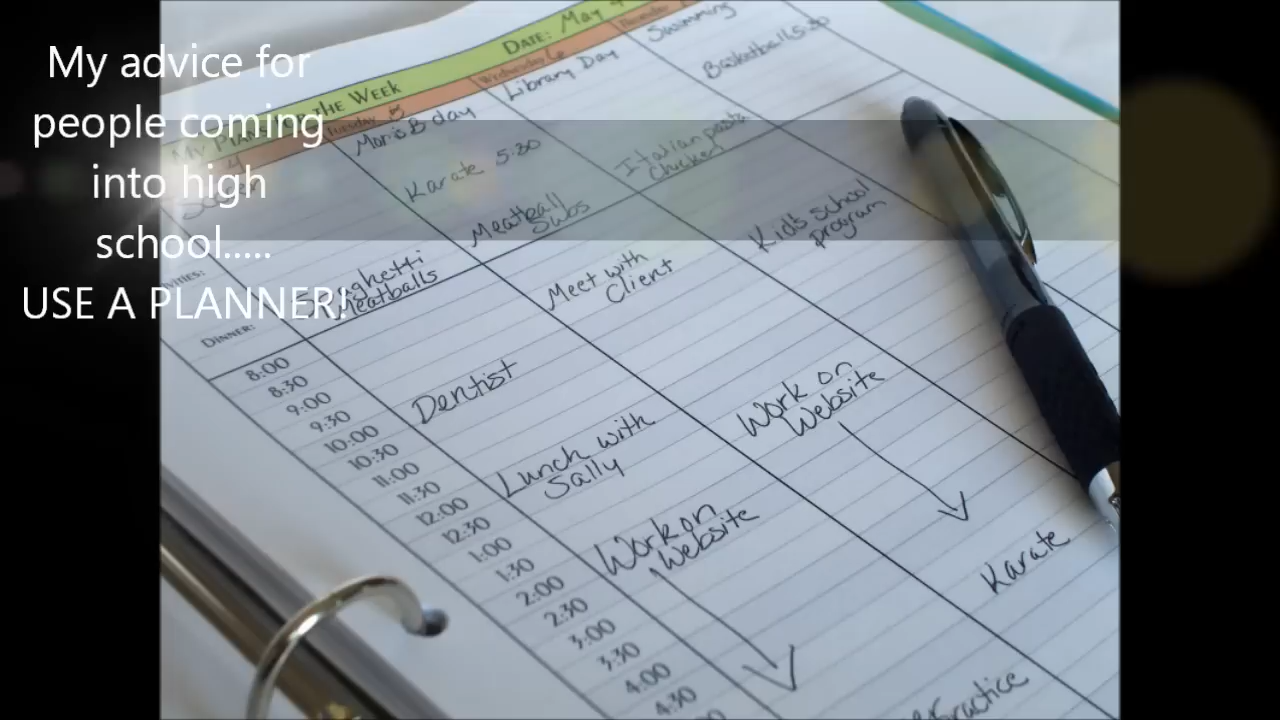 My advice for
people coming
into high
school.....
USE A PLANNER!
DATE: May 4
Swimming
Basketball 5:30
Wednesday 6
Library Day
THE WEEK
Tuesday 5
Mom's B day
Karate 5:30
Italian pasta
Chicken
Meatball
Subs
Spaghetti
Meatballs
DINNER:
Kid's school
program
Meet with
Client
Dentist
Work on
Website
Lunch with
Sally
Work on
Website
Karate
Practice
8:00
8:30
9:00
9:30
10:00
10:30
11:00
11:30
12:00
12:30
1:00
1:30
2:00
2:30
3:00
3:30
4:00
4:30